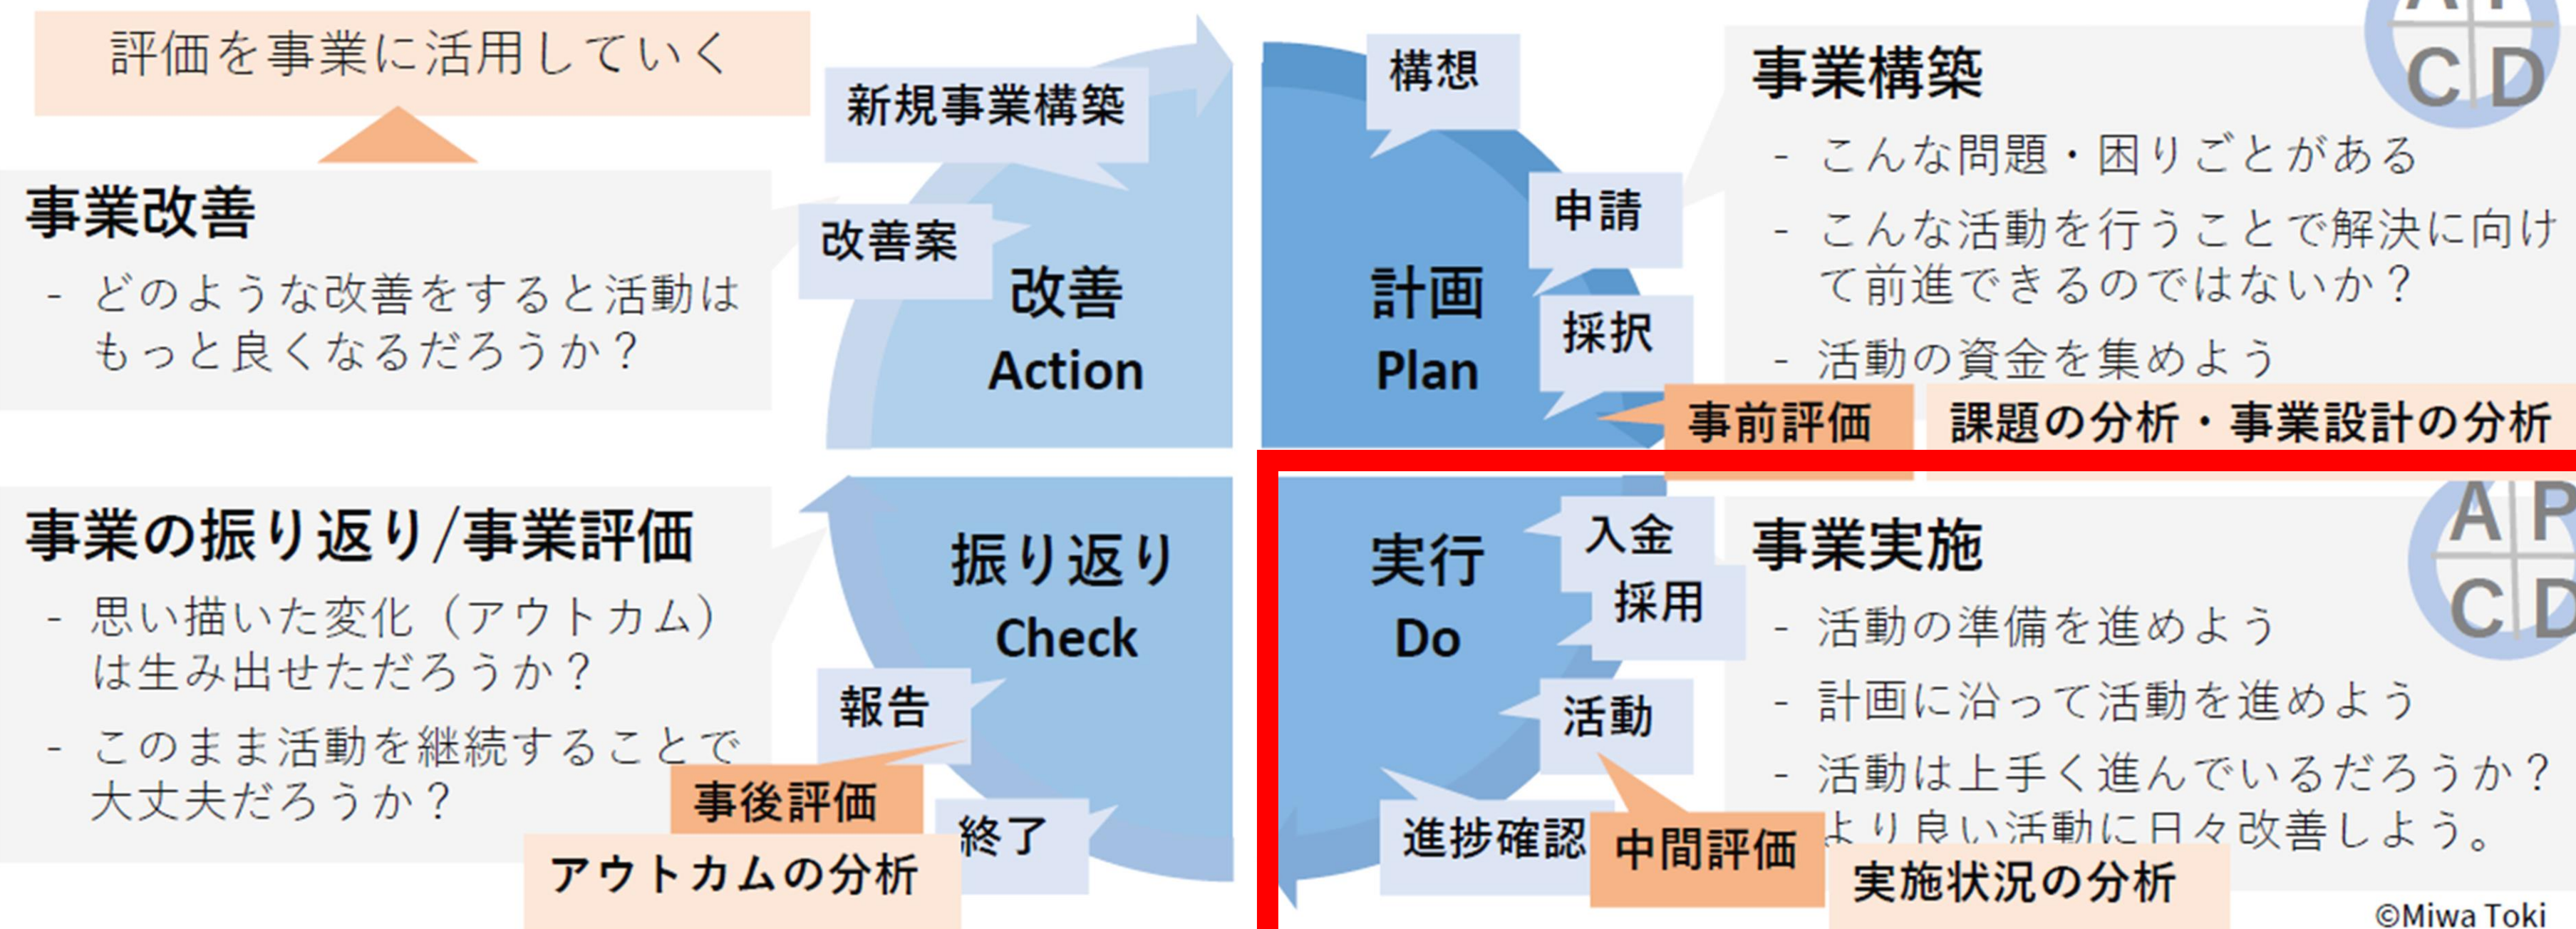 評価を事業に活用していく
事業改善
- どのような改善をすると活動は
もっと良くなるだろうか？
新規事業構築
改善案
改善
Action
構想
申請
採択
計画
Plan
事業構築
- こんな問題・困りごとがある
- こんな活動を行うことで解決に向け
て前進できるのではないか？
- 活動の資金を集めよう
C D
事前評価
課題の分析・事業設計の分析
事業の振り返り/事業評価
- 思い描いた変化（アウトカム）
は生み出せただろうか？
- このまま活動を継続することで
大丈夫だろうか？
振り返り
Check
報告
事後評価
終了
アウトカムの分析
実行
Do
入金
採用
活動
進捗確認
中間評価
事業実施
- 活動の準備を進めよう
- 計画に沿って活動を進めよう
- 活動は上手く進んでいるだろうか？
より良い活動に日々改善しよう。
A P
C D
実施状況の分析
©Miwa Toki